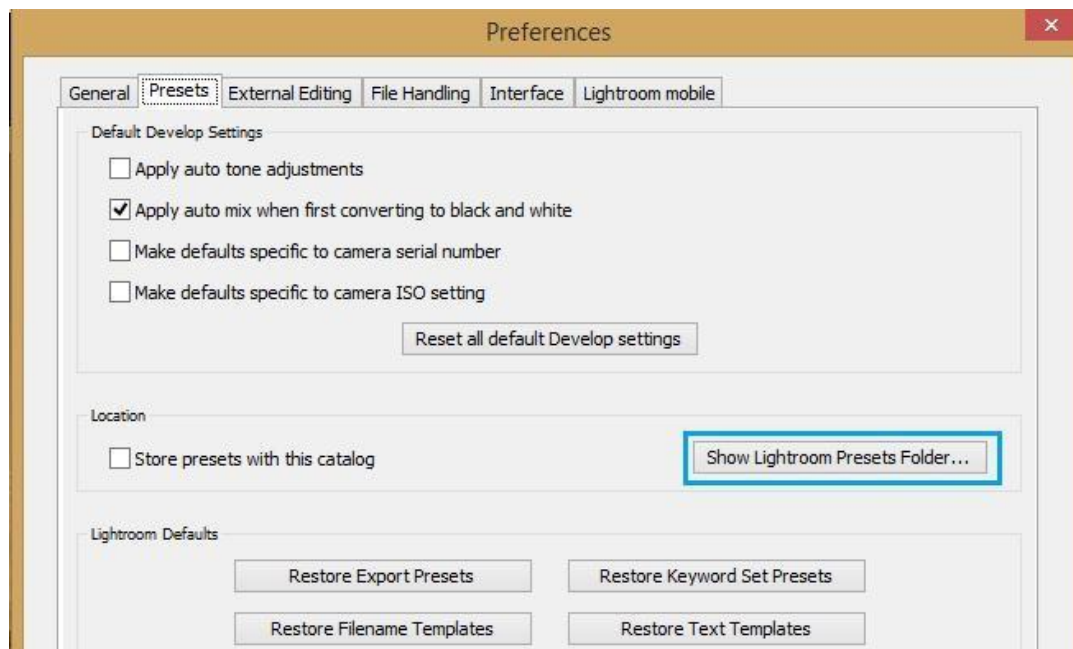 Preferences
General Presets External Editing File Handling Interface Lightroom mobile
Default Develop Settings
Apply auto tone adjustments
Apply auto mix when first converting to black and white
Make defaults specific to camera serial number
Make defaults specific to camera ISO setting
Reset all default Develop settings
Location
Store presets with this catalog Show Lightroom Presets Folder...
Lightroom Defaults
Restore Export Presets Restore Keyword Set Presets
Restore Filename Templates Restore Text Templates